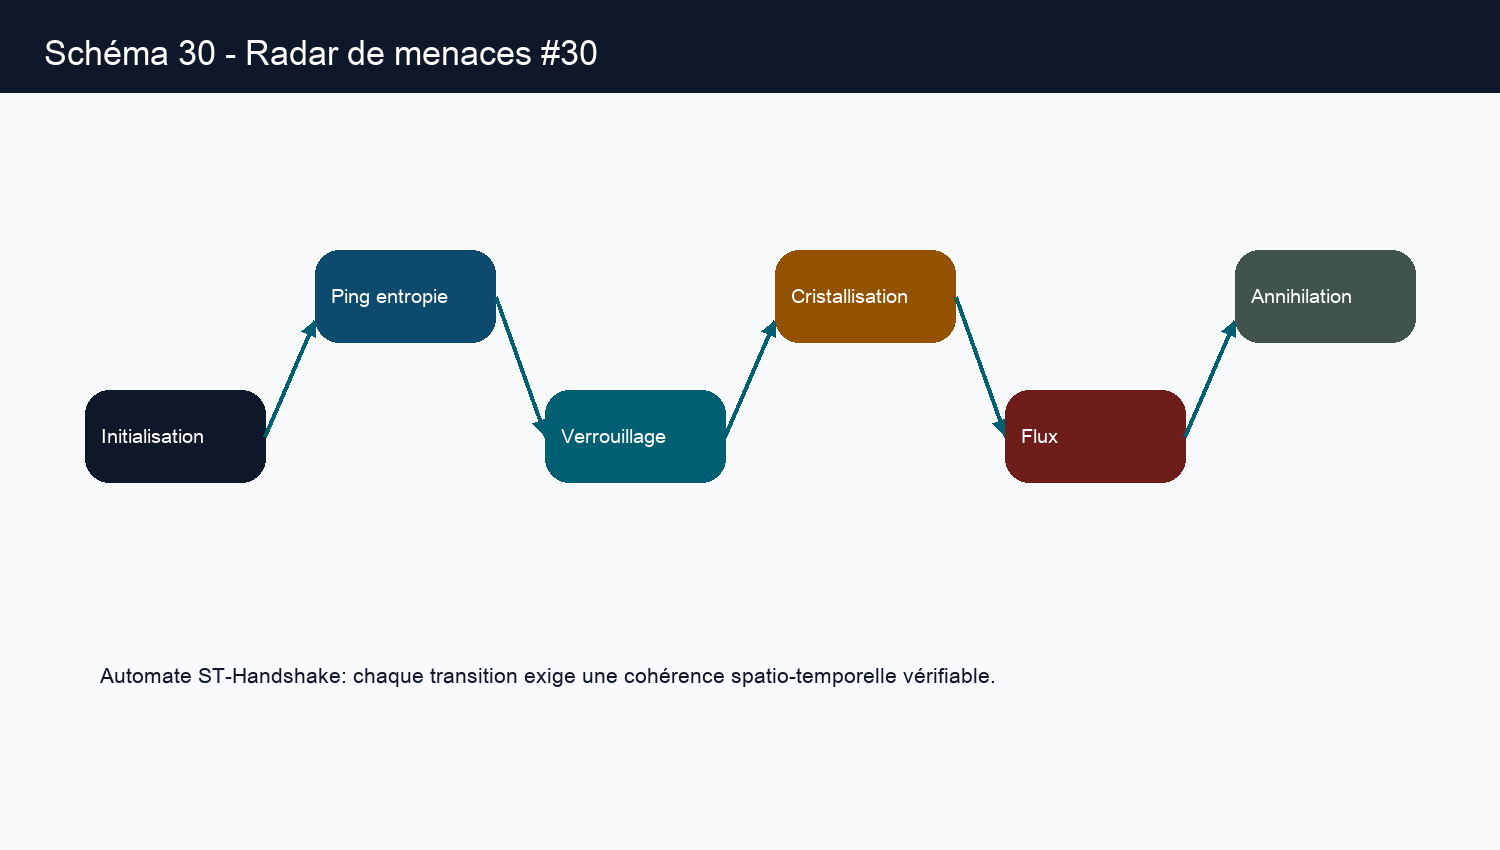 Schéma 30 - Radar de menaces #30
Ping entropie
Cristallisation
Annihilation
Initialisation
Verrouillage
Flux
Automate ST-Handshake: chaque transition exige une cohérence spatio-temporelle vérifiable.